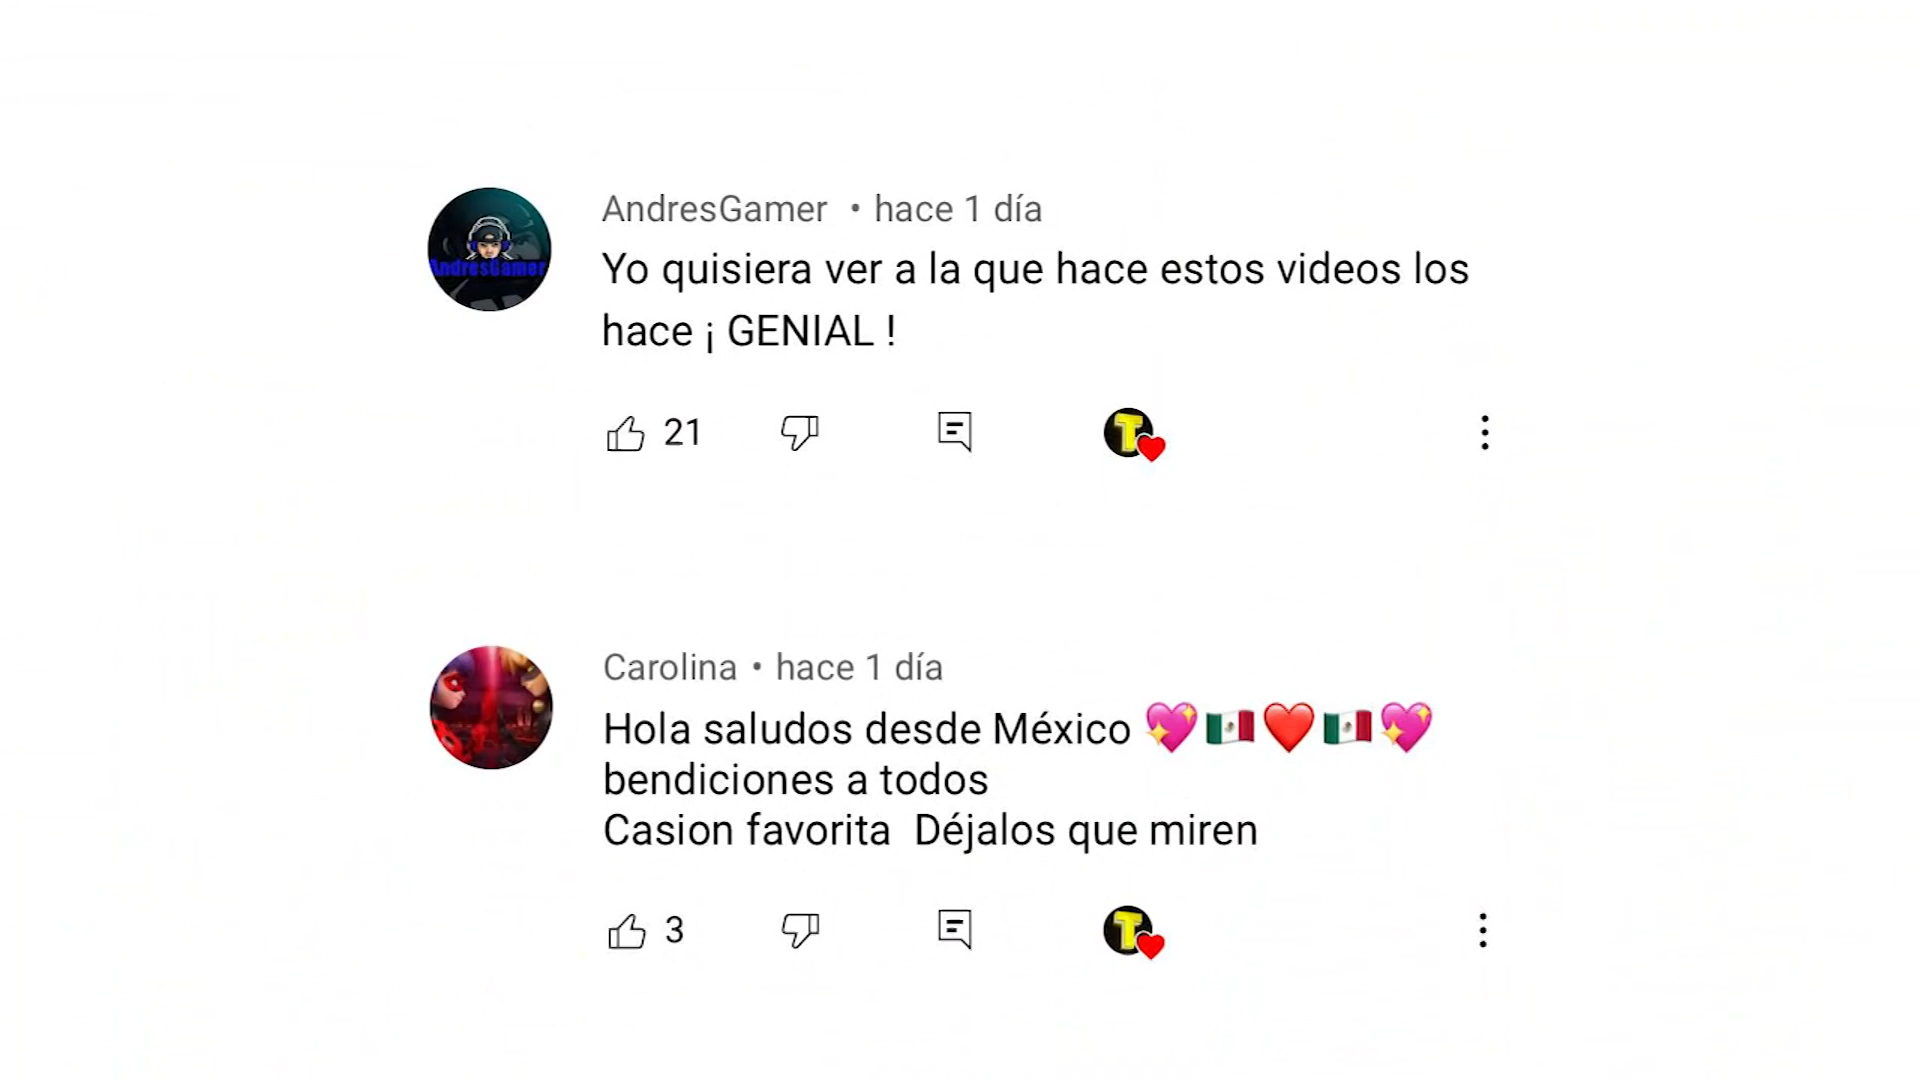 AndresGamer • hace 1 día
AndresGamer
Yo quisiera ver a la que hace estos videos los
hace ¡ GENIAL !
21
T
Carolina • hace 1 día
Hola saludos desde México 💖🇲🇽❤️🇲🇽💖
bendiciones a todos
Casion favorita  Déjalos que miren
3
T